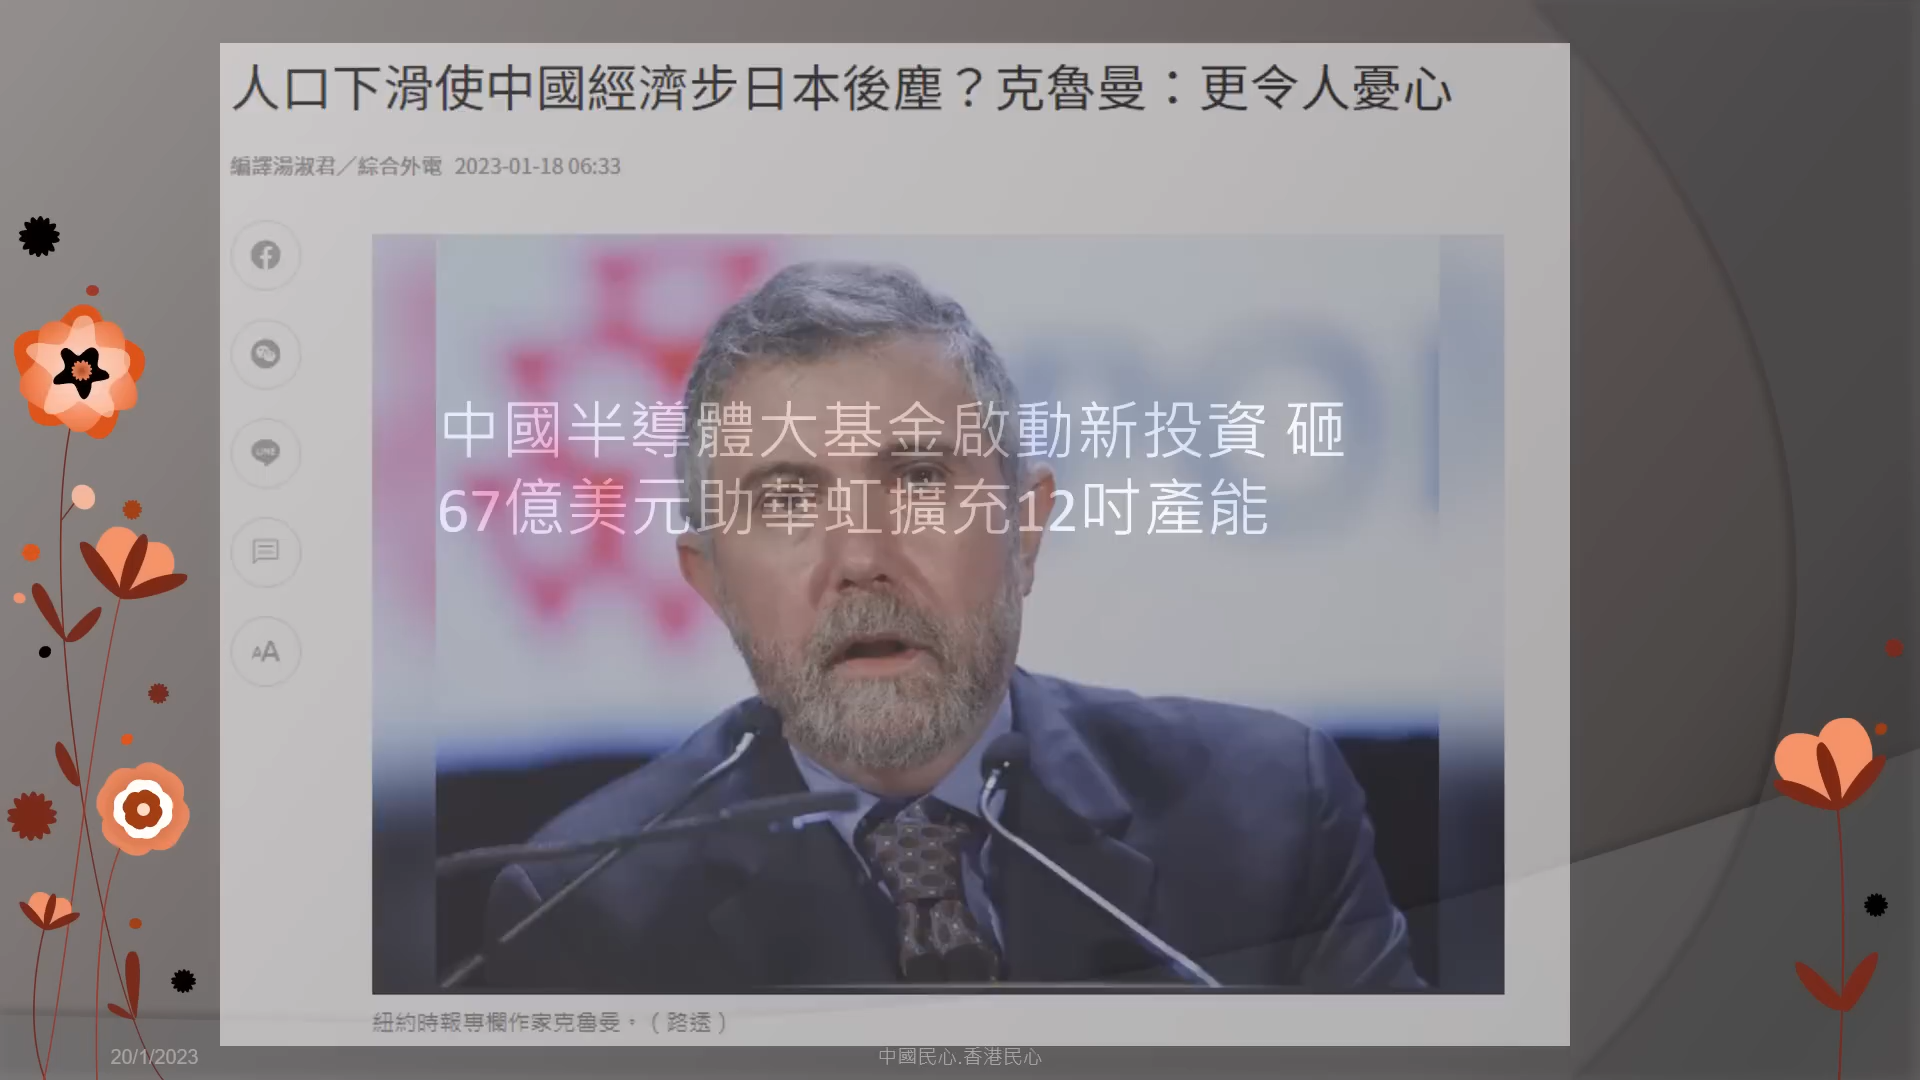 人口下滑使中國經濟步日本後塵？克魯曼：更令人憂心
編譯湯淑君／綜合外電 2023-01-18 06:33
LINE
AA
中國半導體大基金啟動新投資 砸
67億美元助華虹擴充12吋產能
紐約時報專欄作家克魯曼。（路透）
20/1/2023
中國民心.香港民心